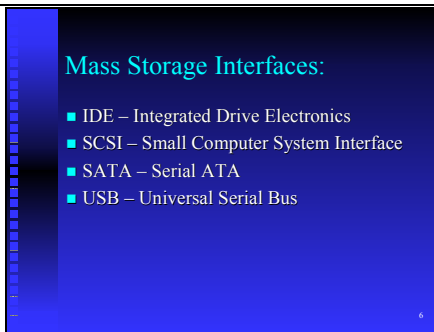 Mass Storage Interfaces:
IDE – Integrated Drive Electronics
SCSI – Small Computer System Interface
SATA – Serial ATA
USB – Universal Serial Bus
6